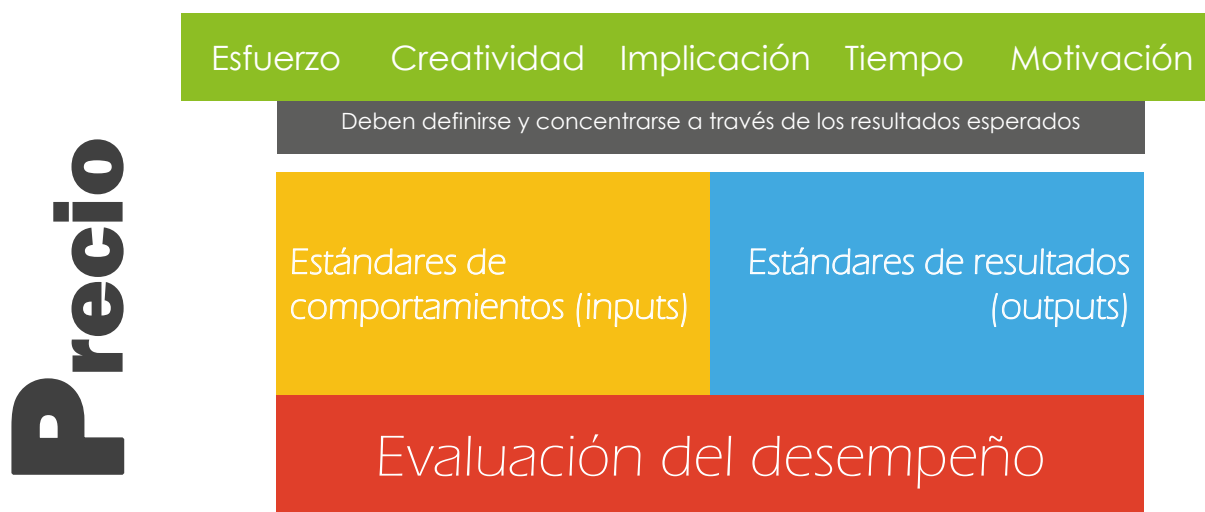 Precio
Esfuerzo Creatividad Implicación Tiempo Motivación
Deben definirse y concentrarse a través de los resultados esperados
Estándares de
comportamientos (inputs)
Estándares de resultados
(outputs)
Evaluación del desempeño